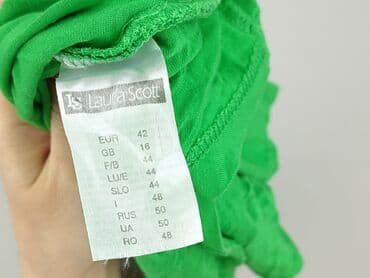 LS Laura Scott
EUR 42
GB 16
F/B 44
LU/E 44
SLO 44
I 48
RUS 50
UA 50
RO 48